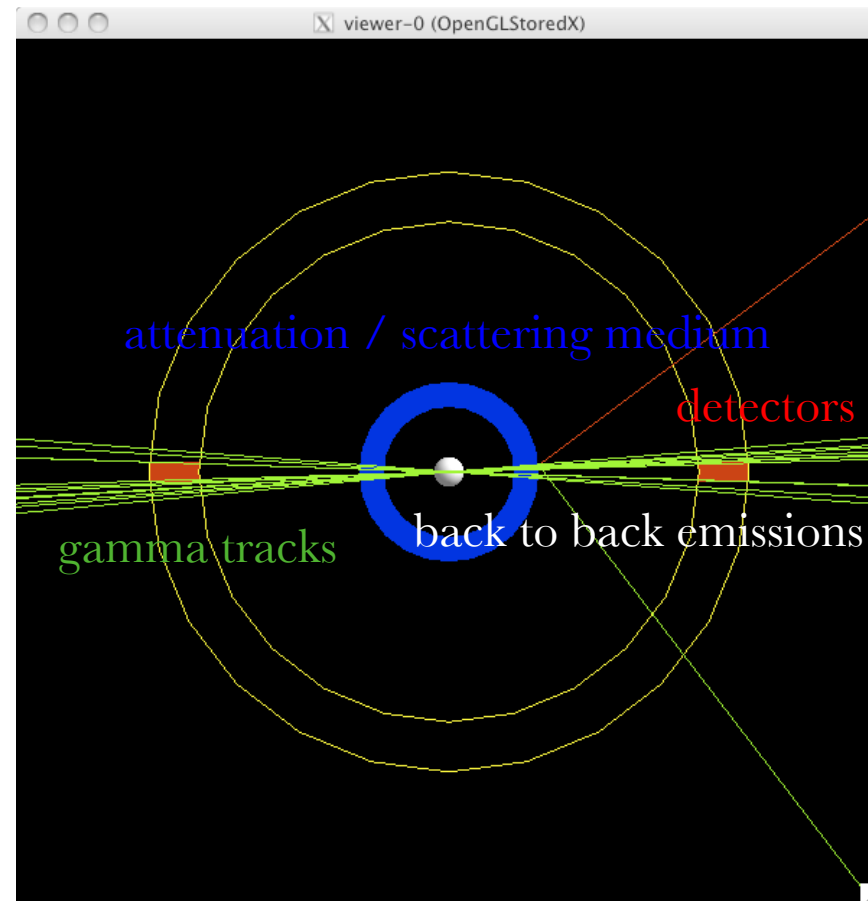 viewer-0 (OpenGLStoredX)
attenuation / scattering medium
detectors
back to back emissions
gamma tracks